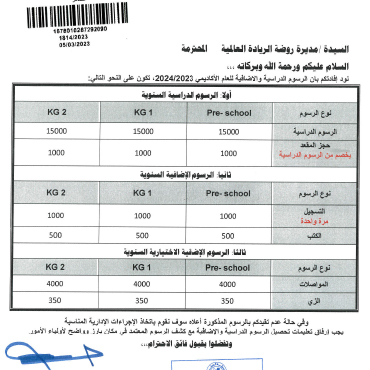 1678010287292090
1814/2023
05/03/2023
السيدة /مديرة روضة الريادة العالمية المحترمة
السلام عليكم ورحمة الله وبركاته ...
نود إفادتكم بأن الرسوم الدراسية والاضافية للعام الأكاديمي 2024/2023، تكون على النحو التالي:
أولا: الرسوم الدراسية السنوية
نوع الرسوم Pre- school KG 1 KG 2
الرسوم الدراسية 15000 15000 15000
حجز المقعد
يخصم من الرسوم الدراسية 1000 1000 1000
ثانيا: الرسوم الإضافية السنوية
نوع الرسوم Pre- school KG 1 KG 2
التسجيل
مرة واحدة 1000 1000 1000
الكتب 500 500 500
ثالثا: الرسوم الإضافية الاختيارية السنوية
نوع الرسوم Pre- school KG 1 KG 2
المواصلات 4000 4000 4000
الزي 350 350 350
وفي حالة عدم تقيدكم بالرسوم المذكورة أعلاه سوف نقوم باتخاذ الإجراءات الإدارية المناسبة
يجب إرفاق تعليمات تحصيل الرسوم الدراسية والاضافية مع كشف الرسوم المعتمد في مكان بارز وواضح لأولياء الأمور
وتفضلوا بقبول فائق الاحترام...